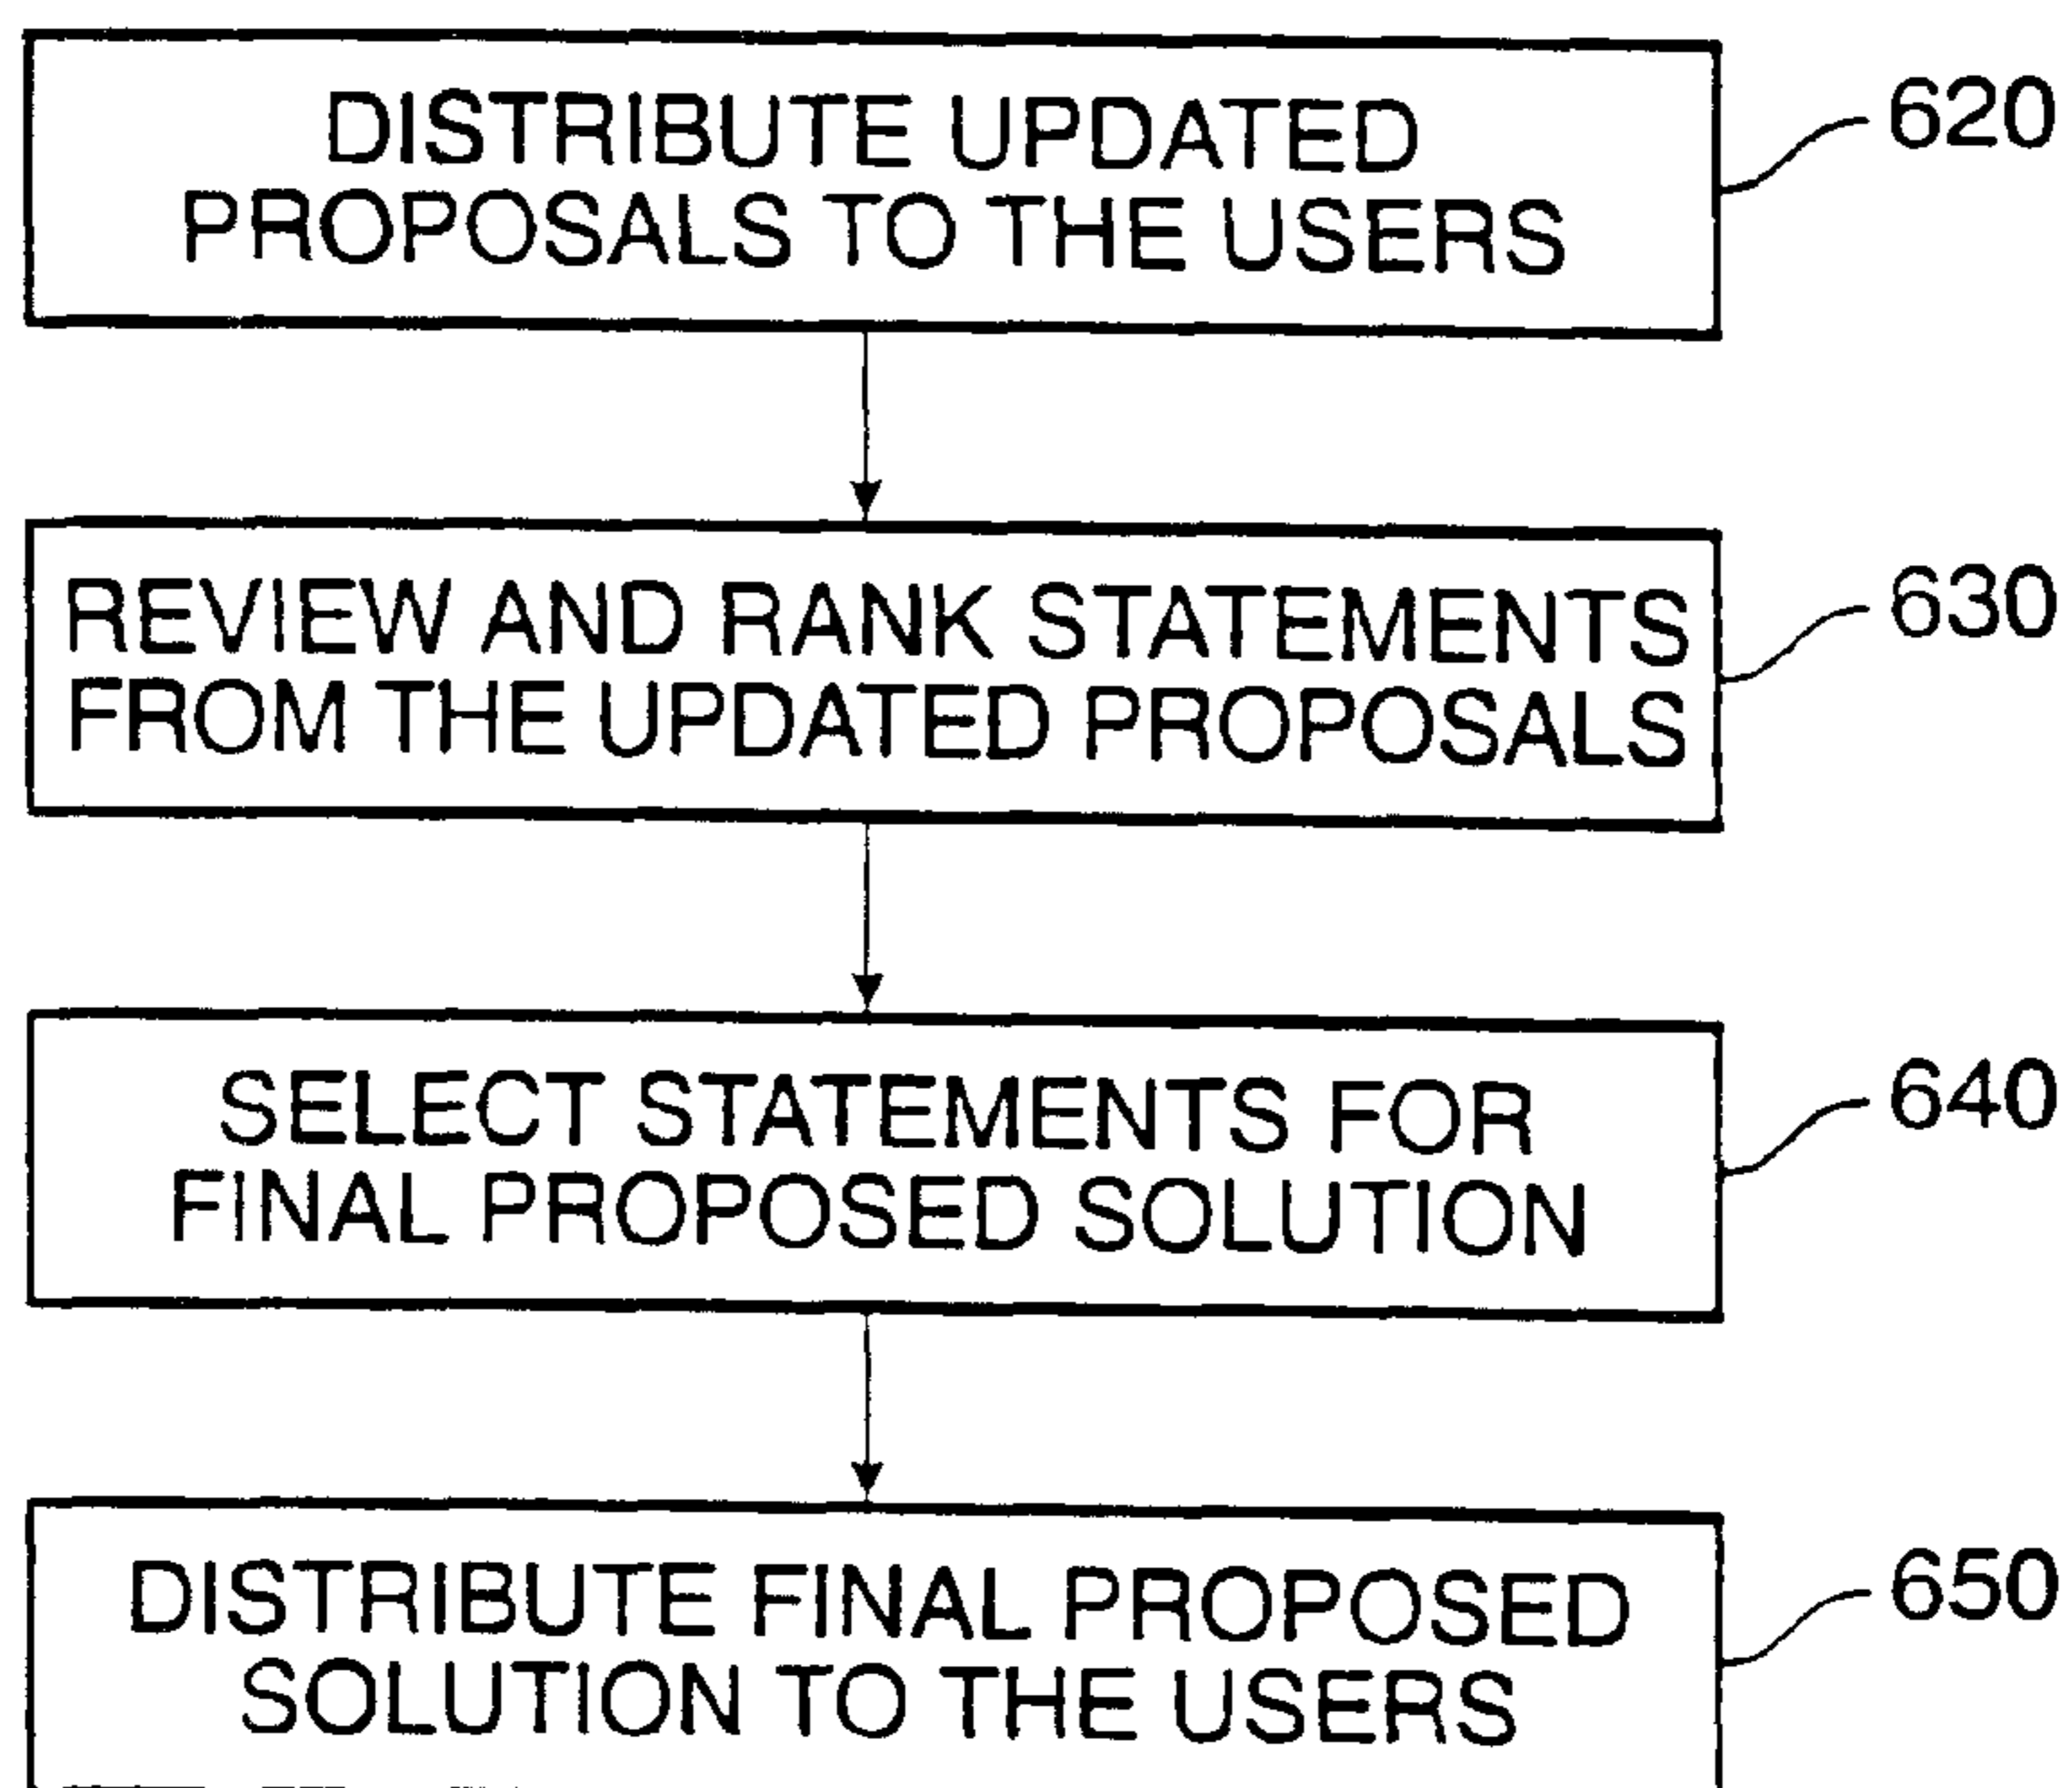 DISTRIBUTE UPDATED
PROPOSALS TO THE USERS
620
REVIEW AND RANK STATEMENTS
FROM THE UPDATED PROPOSALS
630
SELECT STATEMENTS FOR
FINAL PROPOSED SOLUTION
640
DISTRIBUTE FINAL PROPOSED
SOLUTION TO THE USERS
650